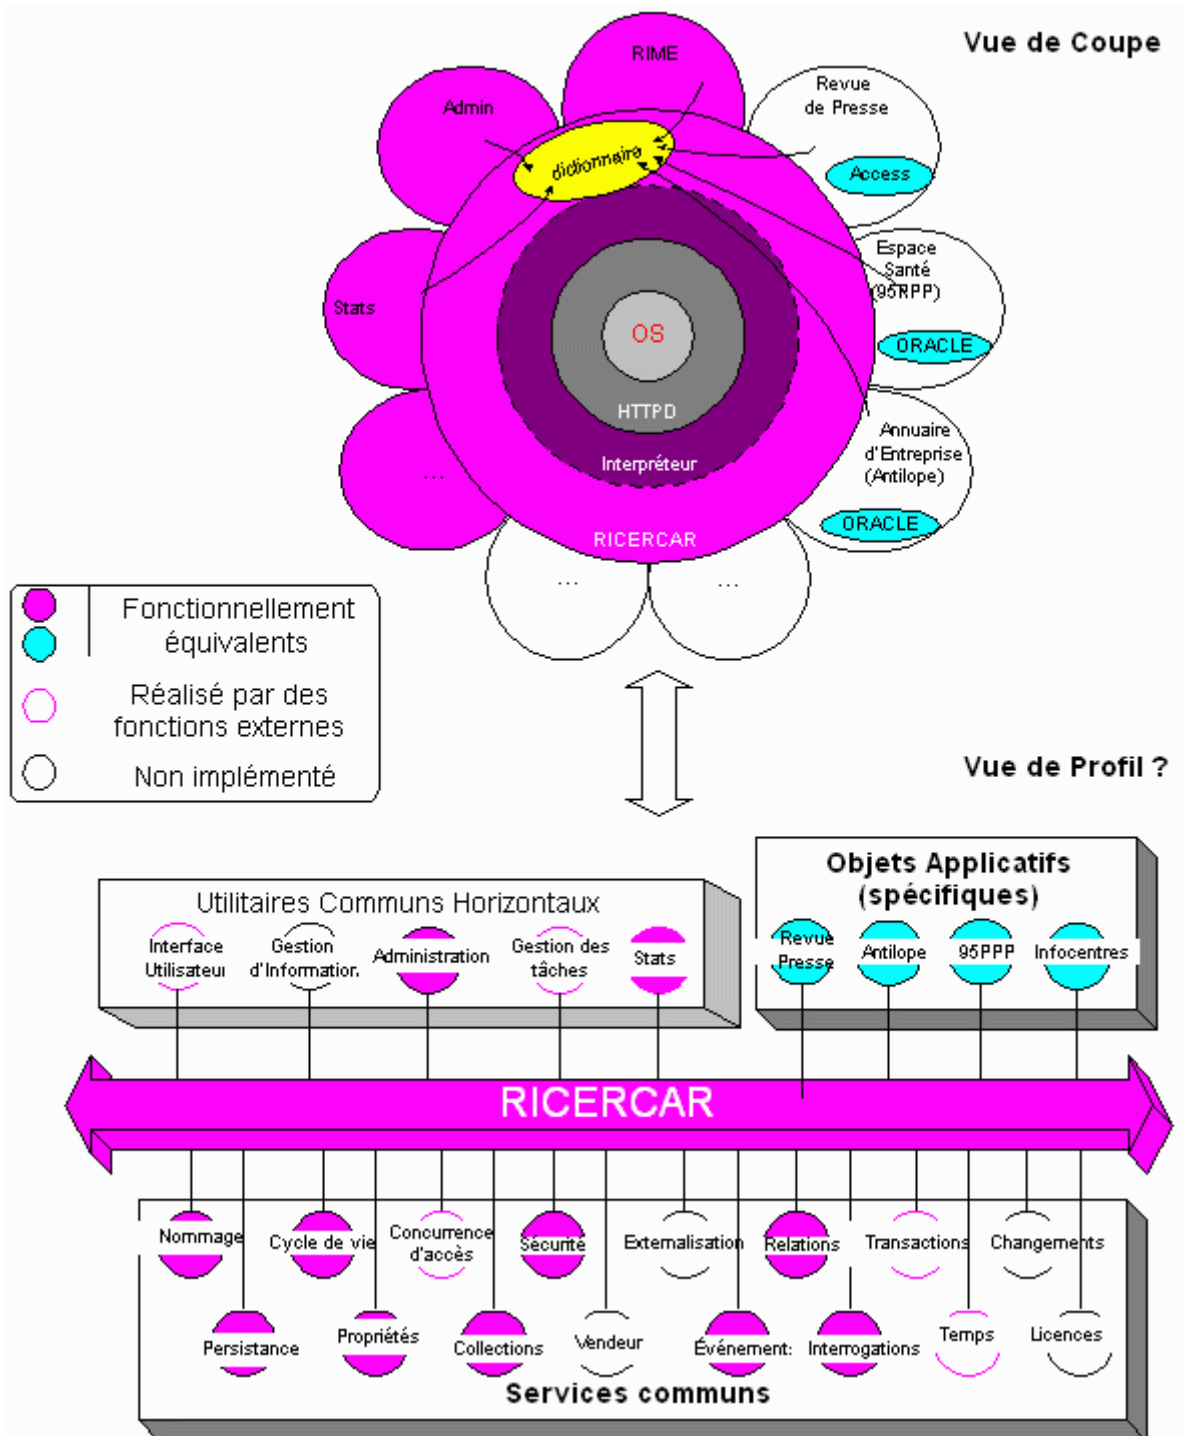 Vue de Coupe
RIME
Revue
de Presse
Admin
dictionnaire
Access
Espace
Santé
(95RPP)
Stats
OS
ORACLE
HTTPD
Annuaire
d'Entreprise
(Antilope)
Interpréteur
...
ORACLE
RICERCAR
...
...
Fonctionnellement
équivalents
Réalisé par des
fonctions externes
Non implémenté
Vue de Profil ?
Objets Applicatifs
(spécifiques)
Utilitaires Communs Horizontaux
Interface
Utilisateur
Gestion
d'Information
Administration
Gestion des
tâches
Stats
Revue
Presse
Antilope
95PPP
Infocentres
RICERCAR
Nommage
Cycle de vie
Concurrence
d'accès
Sécurité
Externalisation
Relations
Transactions
Changements
Persistance
Propriétés
Collections
Vendeur
Événement:
Interrogations
Temps
Licences
Services communs